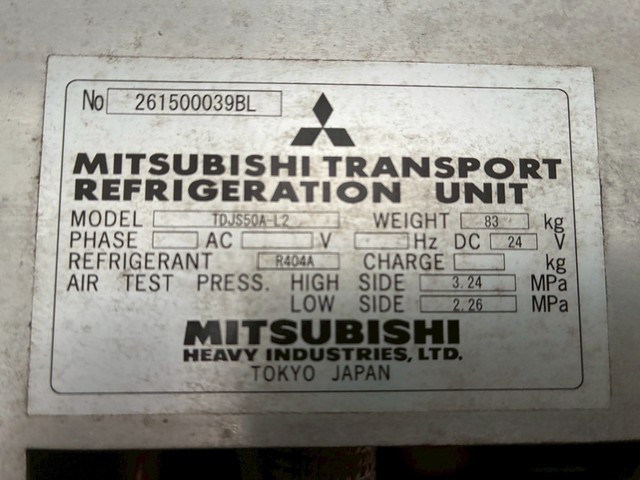 No 261500039BL
MITSUBISHI TRANSPORT
REFRIGERATION UNIT
MODEL TDJS50A-L2 WEIGHT 83 kg
PHASE AC V Hz DC 24 V
REFRIGERANT R404A CHARGE kg
AIR TEST PRESS. HIGH SIDE 3.24 MPa
LOW SIDE 2.26 MPa
MITSUBISHI
HEAVY INDUSTRIES, LTD.
TOKYO JAPAN